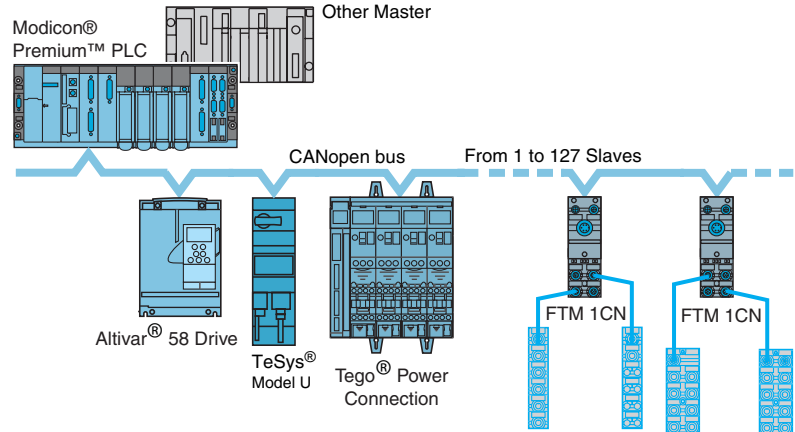 Other Master
Modicon®
Premium™ PLC
CANopen bus
From 1 to 127 Slaves
Altivar® 58 Drive
TeSys®
Model U
Tego® Power
Connection
FTM 1CN
FTM 1CN